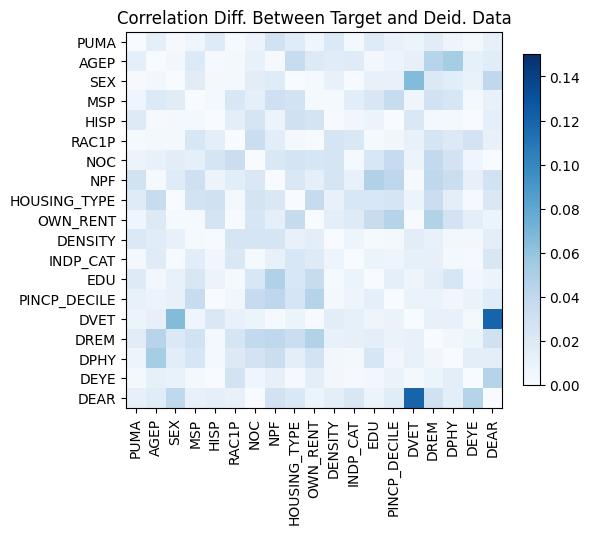 Correlation Diff. Between Target and Deid. Data
PUMA
AGEP
SEX
MSP
HISP
RAC1P
NOC
NPF
HOUSING_TYPE
OWN_RENT
DENSITY
INDP_CAT
EDU
PINCP_DECILE
DVET
DREM
DPHY
DEYE
DEAR
PUMA
AGEP
SEX
MSP
HISP
RAC1P
NOC
NPF
HOUSING_TYPE
OWN_RENT
DENSITY
INDP_CAT
EDU
PINCP_DECILE
DVET
DREM
DPHY
DEYE
DEAR
0.14
0.12
0.10
0.08
0.06
0.04
0.02
0.00